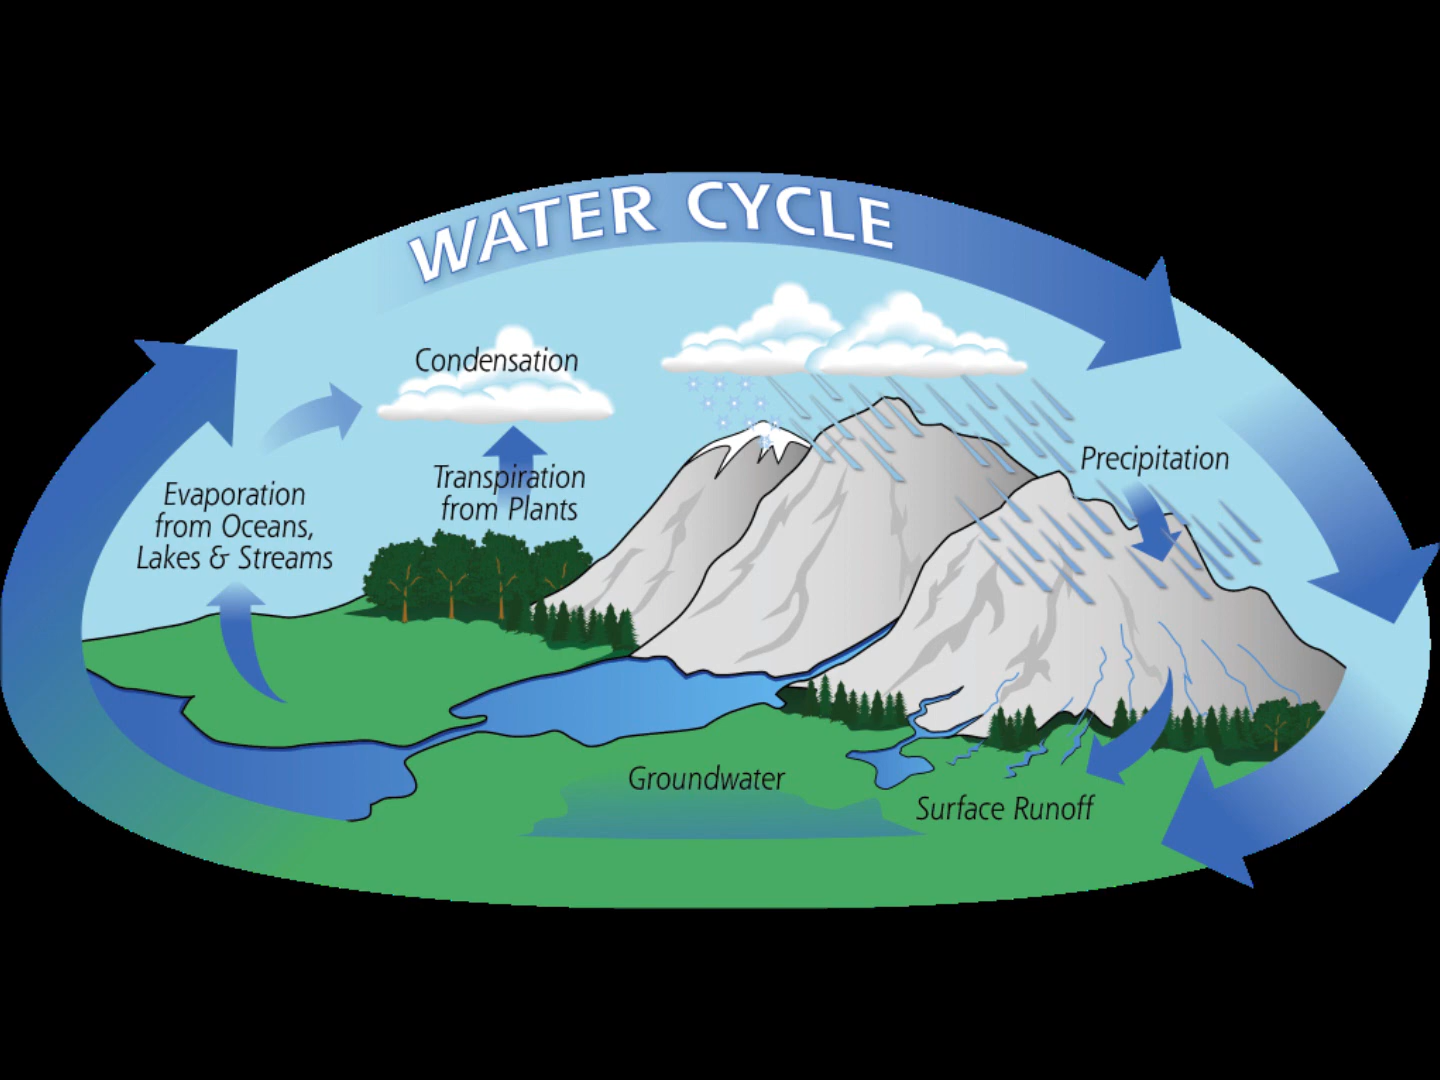 WATER CYCLE
Condensation
Precipitation
Transpiration
from Plants
Evaporation
from Oceans,
Lakes & Streams
Groundwater
Surface Runoff